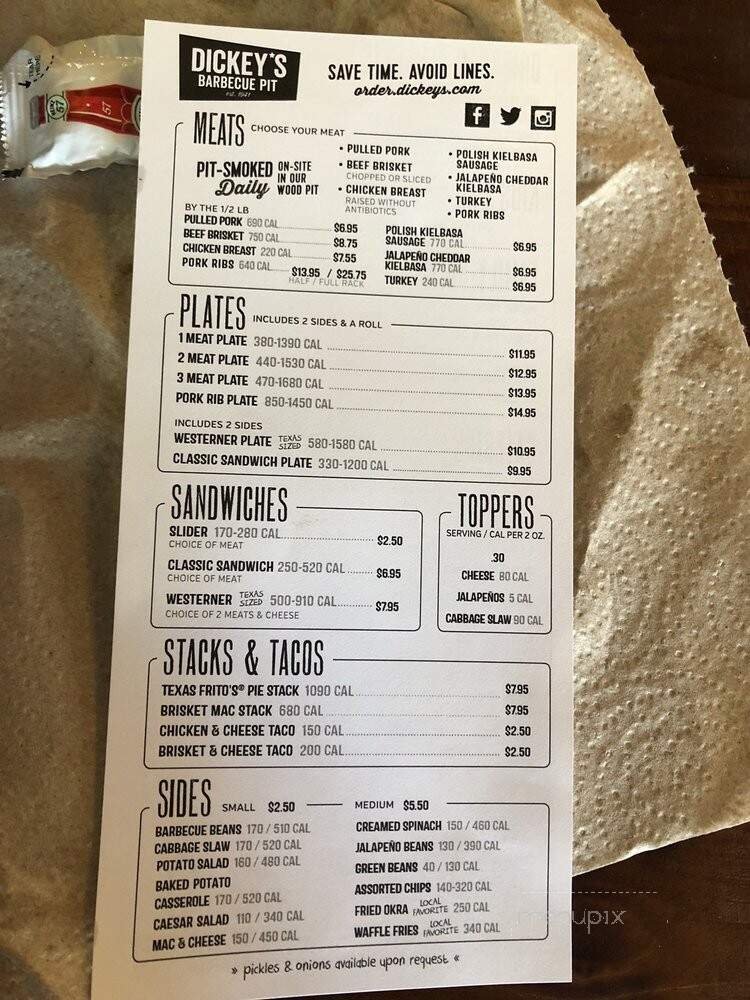 DICKEY'S
BARBECUE PIT
est. 1941
SAVE TIME. AVOID LINES.
order.dickeys.com
TEAR
HERE
57
MEATS CHOOSE YOUR MEAT
PIT-SMOKED
Daily
ON-SITE
IN OUR
WOOD PIT
• PULLED PORK
• BEEF BRISKET
CHOPPED OR SLICED
• CHICKEN BREAST
RAISED WITHOUT
ANTIBIOTICS
• POLISH KIELBASA
SAUSAGE
• JALAPEÑO CHEDDAR
KIELBASA
• TURKEY
• PORK RIBS
BY THE 1/2 LB
PULLED PORK 690 CAL $6.95
BEEF BRISKET 750 CAL $8.75
CHICKEN BREAST 220 CAL $7.55
PORK RIBS 640 CAL $13.95 / $25.75
HALF / FULL RACK
POLISH KIELBASA
SAUSAGE 770 CAL $6.95
JALAPEÑO CHEDDAR
KIELBASA 770 CAL $6.95
TURKEY 240 CAL $6.95
PLATES INCLUDES 2 SIDES & A ROLL
1 MEAT PLATE 380-1390 CAL $11.95
2 MEAT PLATE 440-1530 CAL $12.95
3 MEAT PLATE 470-1680 CAL $13.95
PORK RIB PLATE 850-1450 CAL $14.95
INCLUDES 2 SIDES
WESTERNER PLATE TEXAS SIZED 580-1580 CAL $10.95
CLASSIC SANDWICH PLATE 330-1200 CAL $9.95
SANDWICHES
SLIDER 170-280 CAL $2.50
CHOICE OF MEAT
CLASSIC SANDWICH 250-520 CAL $6.95
CHOICE OF MEAT
WESTERNER TEXAS SIZED 500-910 CAL $7.95
CHOICE OF 2 MEATS & CHEESE
TOPPERS
SERVING / CAL PER 2 OZ.
.30
CHEESE 80 CAL
JALAPEÑOS 5 CAL
CABBAGE SLAW 90 CAL
STACKS & TACOS
TEXAS FRITO'S® PIE STACK 1090 CAL $7.95
BRISKET MAC STACK 680 CAL $7.95
CHICKEN & CHEESE TACO 150 CAL $2.50
BRISKET & CHEESE TACO 200 CAL $2.50
SIDES SMALL $2.50 MEDIUM $5.50
BARBECUE BEANS 170 / 510 CAL
CABBAGE SLAW 170 / 520 CAL
POTATO SALAD 160 / 480 CAL
BAKED POTATO
CASSEROLE 170 / 520 CAL
CAESAR SALAD 110 / 340 CAL
MAC & CHEESE 150 / 450 CAL
CREAMED SPINACH 150 / 460 CAL
JALAPEÑO BEANS 130 / 390 CAL
GREEN BEANS 40 / 130 CAL
ASSORTED CHIPS 140-320 CAL
FRIED OKRA LOCAL FAVORITE 250 CAL
WAFFLE FRIES LOCAL FAVORITE 340 CAL
» pickles & onions available upon request «